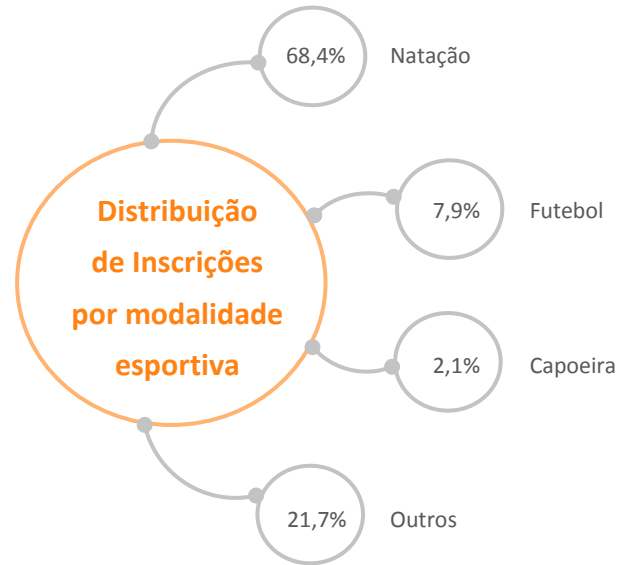 68,4% Natação
Distribuição
de Inscrições
por modalidade
esportiva
7,9% Futebol
2,1% Capoeira
21,7% Outros